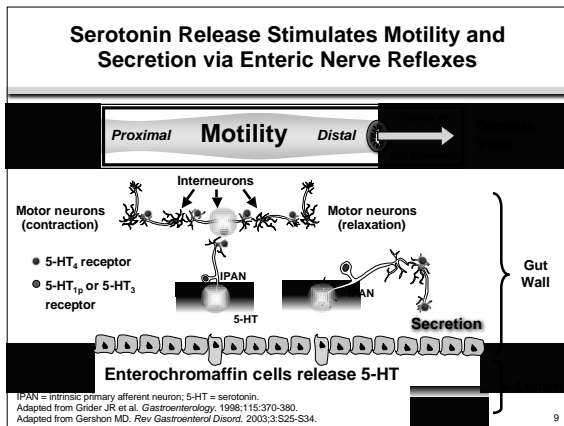 Serotonin Release Stimulates Motility and
Secretion via Enteric Nerve Reflexes
Proximal Motility Distal
Interneurons
Motor neurons
(contraction)
Motor neurons
(relaxation)
5-HT4 receptor
5-HT1p or 5-HT3
receptor
IPAN
5-HT
Secretion
Gut
Wall
Enterochromaffin cells release 5-HT
Lumen
IPAN = intrinsic primary afferent neuron; 5-HT = serotonin.
Adapted from Grider JR et al. Gastroenterology. 1998;115:370-380.
Adapted from Gershon MD. Rev Gastroenterol Disord. 2003;3:S25-S34.
9